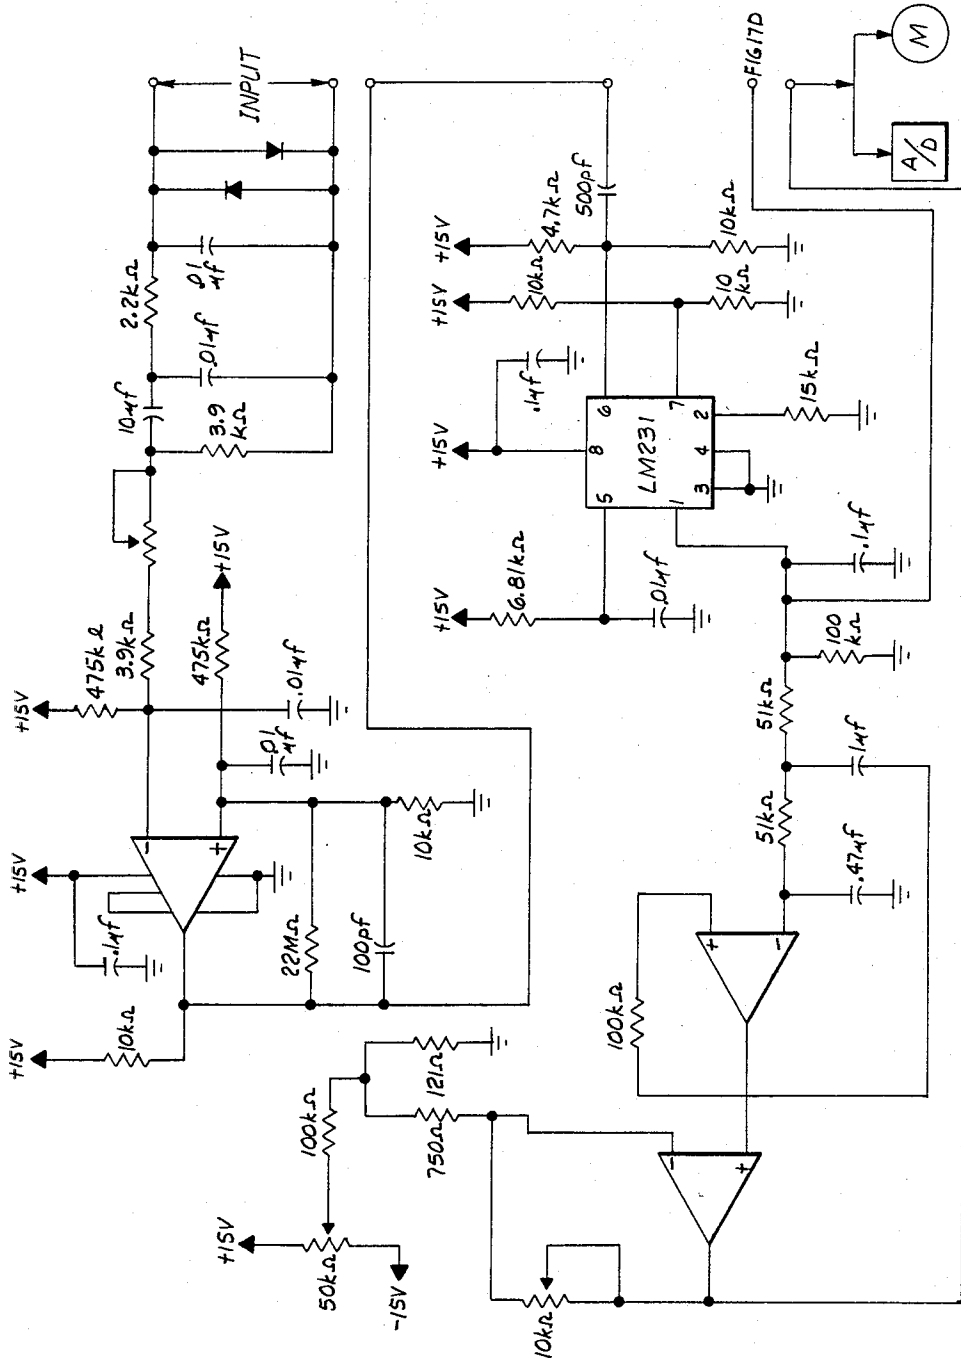 INPUT
2.2kΩ
.01
μf
.01μf
10μf
3.9
kΩ
+15V
475kΩ
3.9kΩ
475kΩ
+15V
.01μf
.01
μf
+15V
-
+
.1μf
10kΩ
22MΩ
100pf
+15V
10kΩ
+15V
4.7kΩ
500pf
10kΩ
+15V
10kΩ
10
kΩ
+15V
.1μf
8
6
5
7
LM231
1
3
4
2
15kΩ
+15V
6.81kΩ
.01μf
.1μf
100
kΩ
51kΩ
1μf
51kΩ
.47μf
+
-
100kΩ
FIG17D
A/D
M
+15V
50kΩ
-15V
100kΩ
121Ω
750Ω
-
+
10kΩ